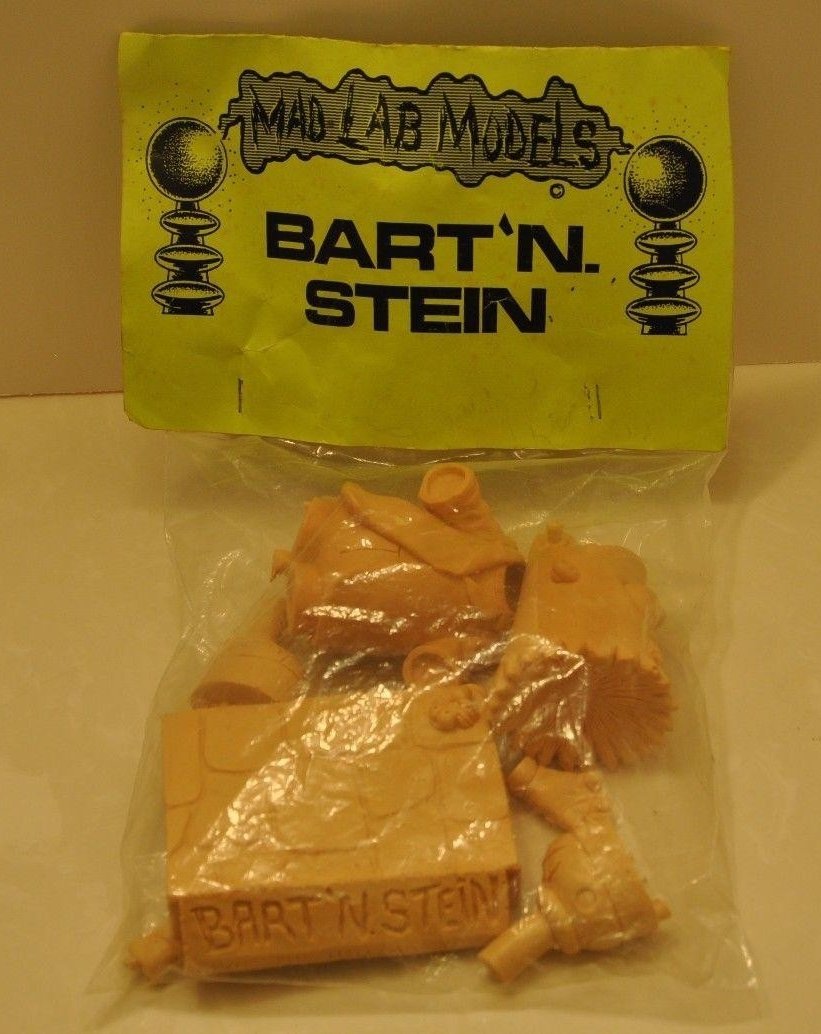 MAD LAB MODELS
©
BART'N.
STEIN
BART'N.STEIN